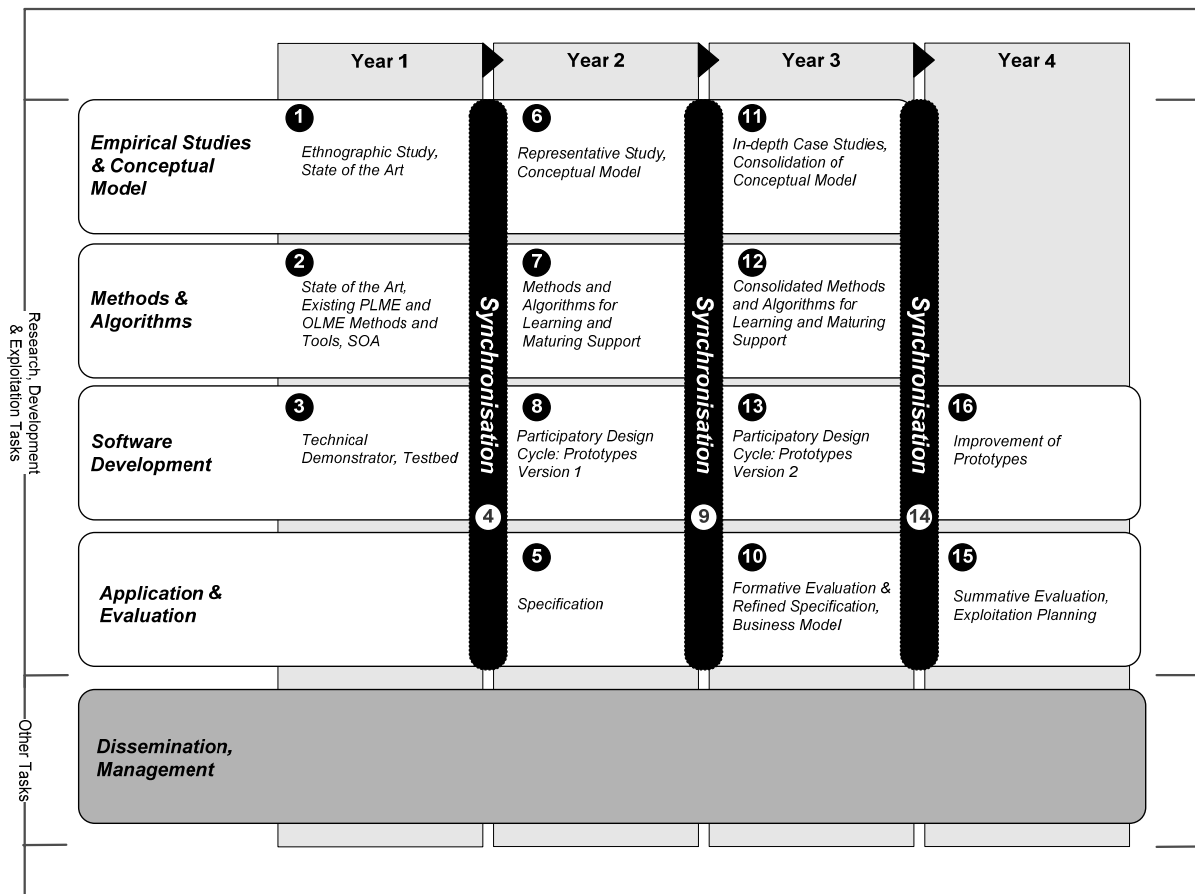 Year 1
Year 2
Year 3
Year 4
Research, Development
& Exploitation Tasks
Empirical Studies
& Conceptual
Model
1
Ethnographic Study,
State of the Art
6
Representative Study,
Conceptual Model
11
In-depth Case Studies,
Consolidation of
Conceptual Model
Methods &
Algorithms
2
State of the Art,
Existing PLME and
OLME Methods and
Tools, SOA
7
Methods and
Algorithms for
Learning and
Maturing Support
12
Consolidated Methods
and Algorithms for
Learning and Maturing
Support
Software
Development
3
Technical
Demonstrator, Testbed
8
Participatory Design
Cycle: Prototypes
Version 1
13
Participatory Design
Cycle: Prototypes
Version 2
16
Improvement of
Prototypes
Synchronisation
4
Synchronisation
9
Synchronisation
14
Application &
Evaluation
5
Specification
10
Formative Evaluation &
Refined Specification,
Business Model
15
Summative Evaluation,
Exploitation Planning
Other Tasks
Dissemination,
Management